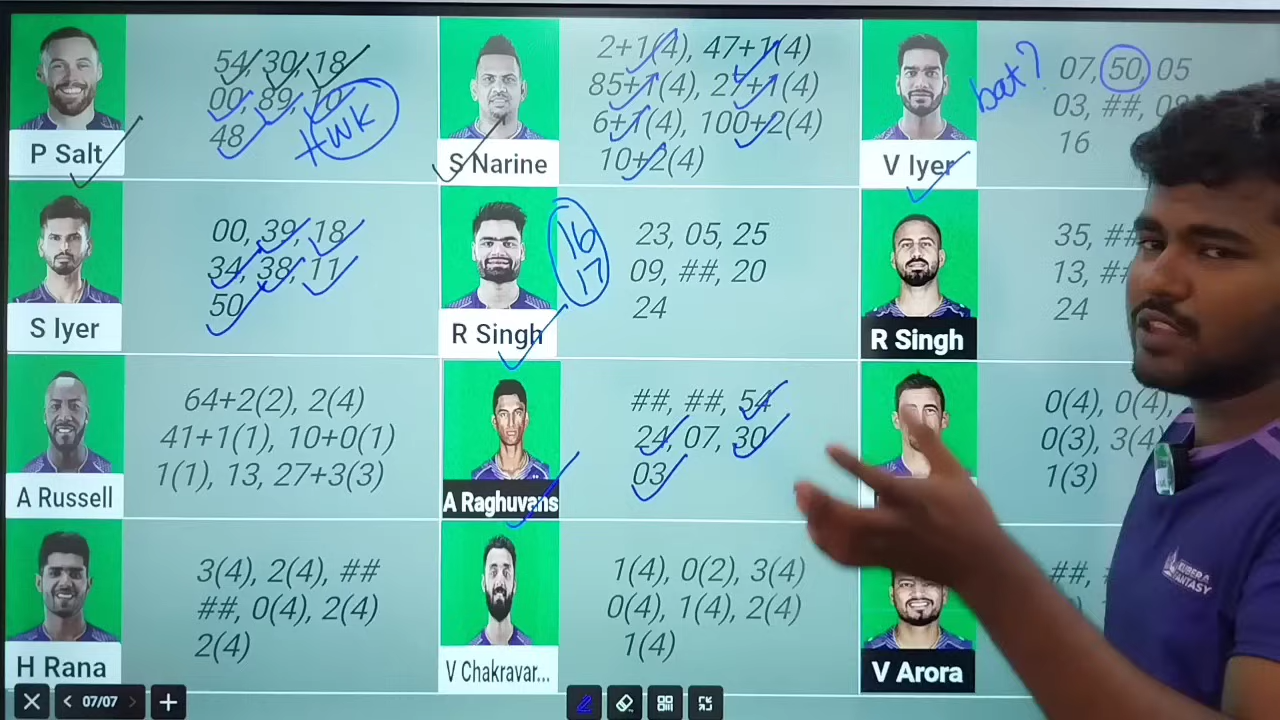 54, 30, 18
00, 89, 10
48
+WK
P Salt
2+1(4), 47+1(4)
85+1(4), 27+1(4)
6+1(4), 100+2(4)
10+2(4)
S Narine
bat?
07, 50, 05
03, ##, 08
16
V Iyer
00, 39, 18
34, 38, 11
50
S Iyer
16
17
23, 05, 25
09, ##, 20
24
R Singh
35, ##
13, ##
24
R Singh
64+2(2), 2(4)
41+1(1), 10+0(1)
1(1), 13, 27+3(3)
A Russell
##, ##, 54
24, 07, 30
03
A Raghuvans
0(4), 0(4),
0(3), 3(4)
1(3)
3(4), 2(4), ##
##, 0(4), 2(4)
2(4)
H Rana
1(4), 0(2), 3(4)
0(4), 1(4), 2(4)
1(4)
V Chakravar...
##,
V Arora
KUBERA
FANTASY
07/07